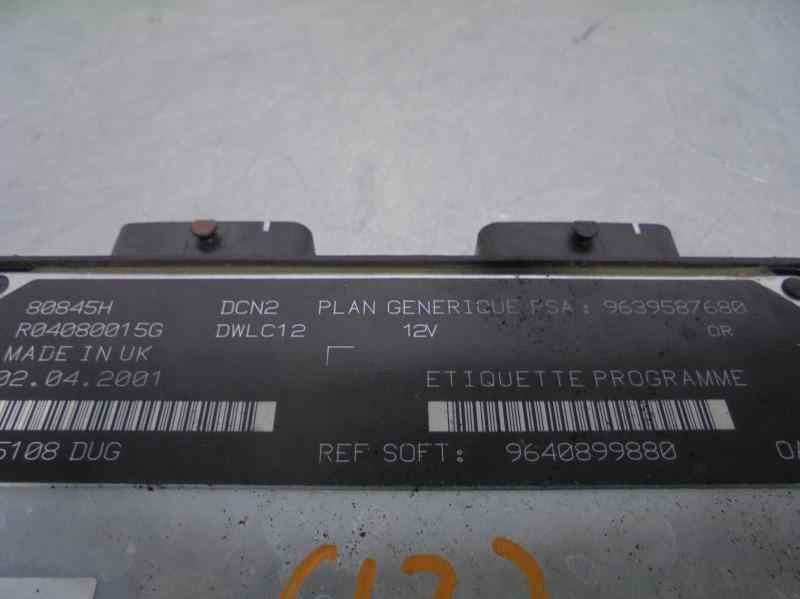 80845H DCN2 PLAN GENERIQUE PSA: 9639587680
R04080015G DWLC12 12V OR
MADE IN UK
02.04.2001 ETIQUETTE PROGRAMME
5108 DUG REF SOFT: 9640899880